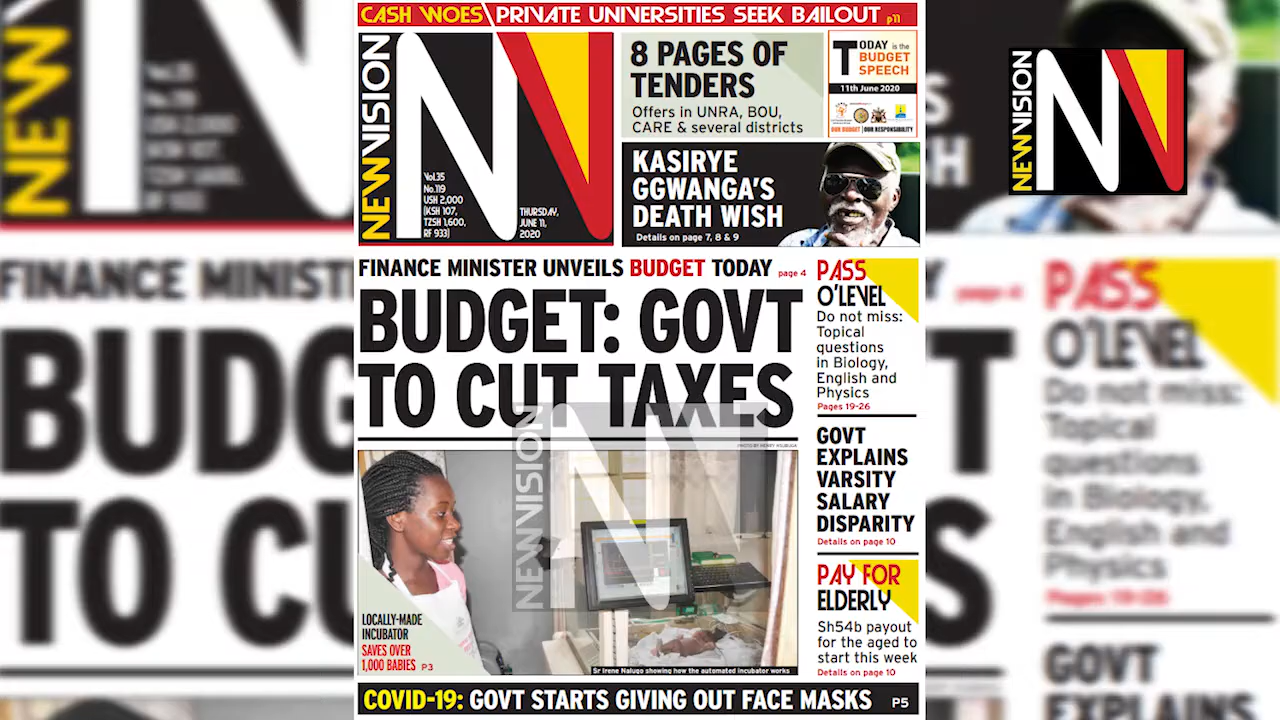 CASH WOES\PRIVATE UNIVERSITIES SEEK BAILOUT p11
NEW VISION
Vol.35
No.119
USH 2,000
(KSH 107,
TZSH 1,600,
RF 933)
THURSDAY,
JUNE 11,
2020
8 PAGES OF
TENDERS
Offers in UNRA, BOU,
CARE & several districts
TODAY is the
BUDGET
SPEECH
11th June 2020
OUR BUDGET | OUR RESPONSIBILITY
KASIRYE
GGWANGA'S
DEATH WISH
Details on page 7, 8 & 9
NEW VISION
FINANCE MINISTER UNVEILS BUDGET TODAY page 4
BUDGET: GOVT
TO CUT TAXES
PASS
O'LEVEL
Do not miss:
Topical
questions
in Biology,
English and
Physics
Pages 19-26
GOVT
EXPLAINS
VARSITY
SALARY
DISPARITY
Details on page 10
PAY FOR
ELDERLY
Sh54b payout
for the aged to
start this week
Details on page 10
NEW VISION
LOCALLY-MADE
INCUBATOR
SAVES OVER
1,000 BABIES P3
Sr Irene Nalugo showing how the automated incubator works
COVID-19: GOVT STARTS GIVING OUT FACE MASKS P5